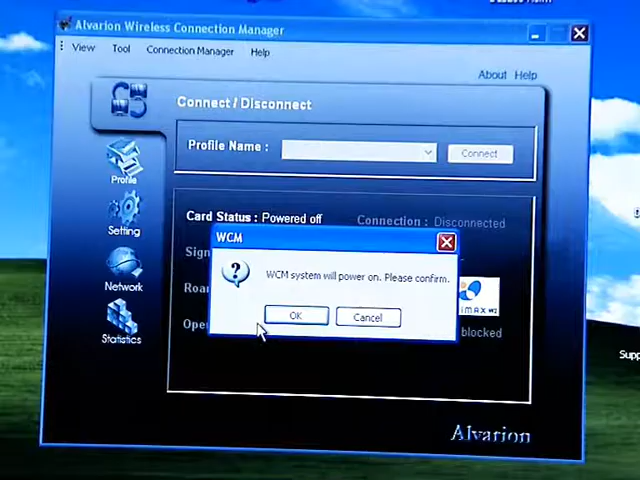 Alvarion Wireless Connection Manager
View Tool Connection Manager Help
About Help
Connect / Disconnect
Profile Name :
Connect
Profile
Card Status : Powered off Connection : Disconnected
Setting
WCM
WCM system will power on. Please confirm.
OK Cancel
Network
blocked
Statistics
Alvarion